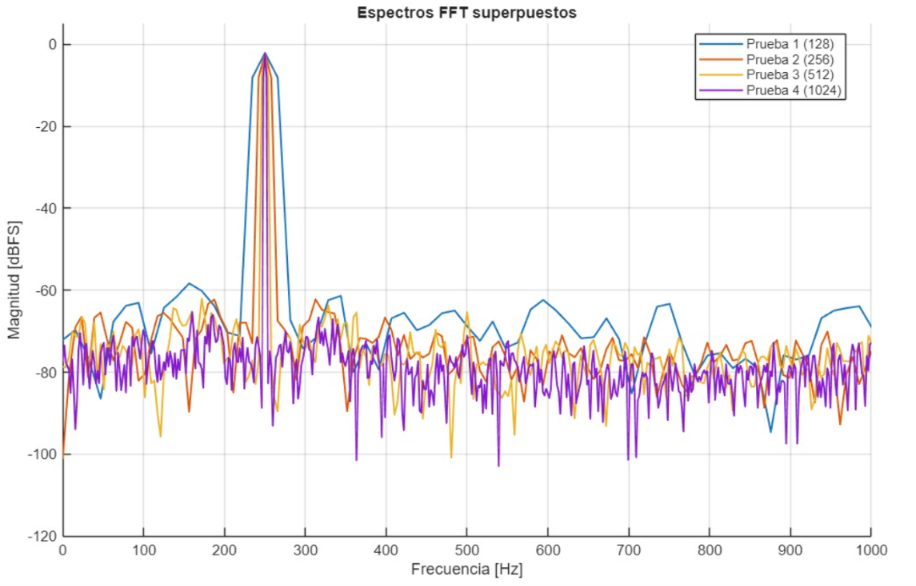 Espectros FFT superpuestos
Prueba 1 (128)
Prueba 2 (256)
Prueba 3 (512)
Prueba 4 (1024)
Magnitud [dBFS]
0
-20
-40
-60
-80
-100
-120
0 100 200 300 400 500 600 700 800 900 1000
Frecuencia [Hz]